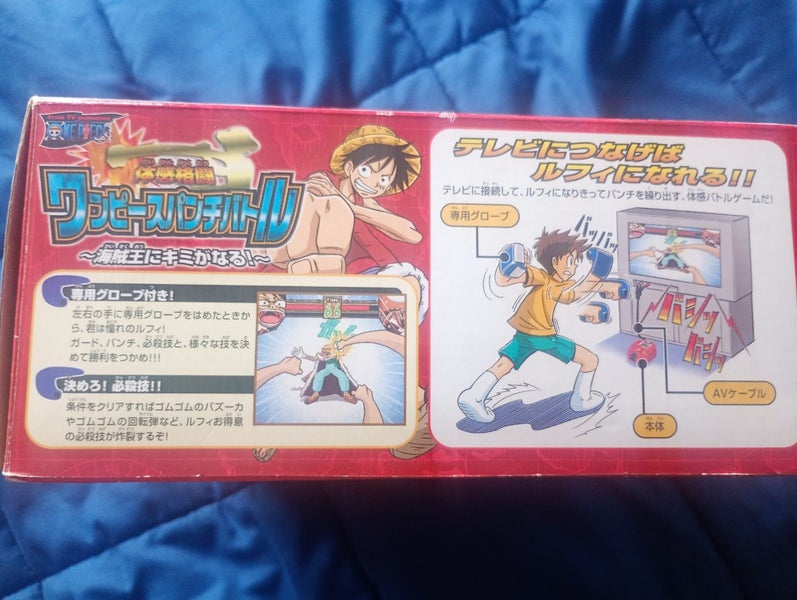 from TV animation
ONE PIECE
体感格闘
ワンピースパンチバトル
～海賊王にキミがなる!～
専用グローブ付き!
左右の手に専用グローブをはめたときか
ら、君は憧れのルフィ!
ガード、パンチ、必殺技と、様々な技を決
めて勝利をつかめ!!!
決めろ! 必殺技!!
条件をクリアすればゴムゴムのバズーカ
やゴムゴムの回転弾など、ルフィお得意
の必殺技が炸裂するぞ!
テレビにつなげば
ルフィになれる!!
テレビに接続して、ルフィになりきってパンチを繰り出す、体感バトルゲームだ!
専用グローブ
バッバッ
バシッ
バシッ
AVケーブル
本体